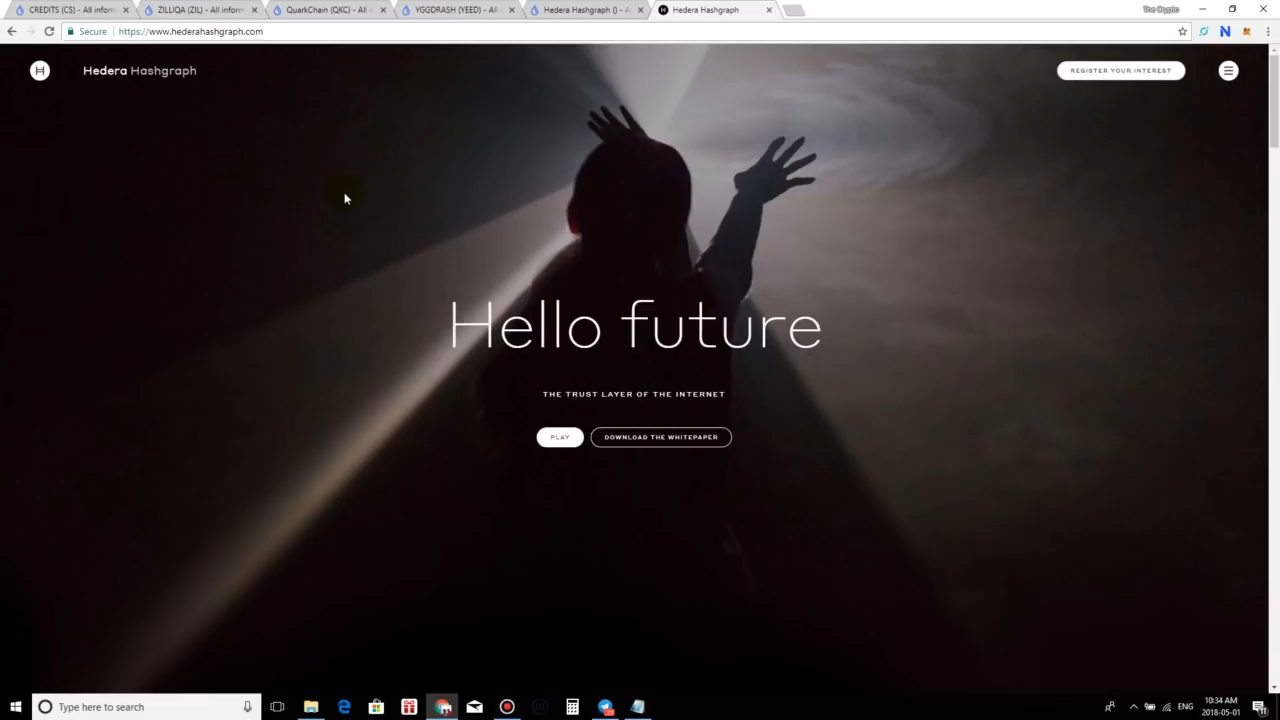 CREDITS (CS) - All inform
ZILLIQA (ZIL) - All inform
QuarkChain (QKC) - All
YGGDRASH (YEED) - All
Hedera Hashgraph () - A
Hedera Hashgraph
The Crypto
Secure
https://www.hederahashgraph.com
Hedera Hashgraph
REGISTER YOUR INTEREST
Hello future
THE TRUST LAYER OF THE INTERNET
PLAY
DOWNLOAD THE WHITEPAPER
Type here to search
ENG
10:34 AM
2018-05-01